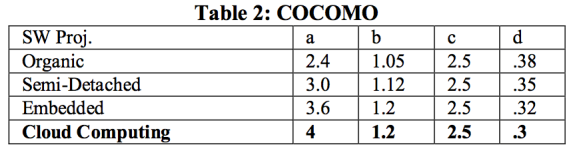 Table 2: COCOMO
SW Proj. a b c d
Organic 2.4 1.05 2.5 .38
Semi-Detached 3.0 1.12 2.5 .35
Embedded 3.6 1.2 2.5 .32
Cloud Computing 4 1.2 2.5 .3